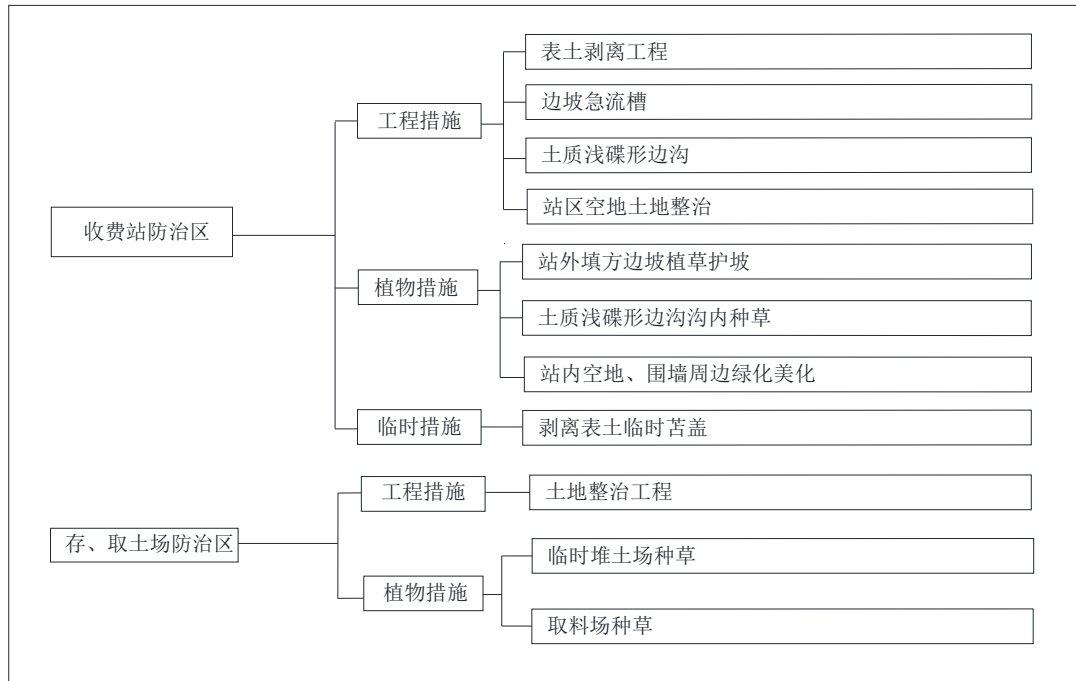 表土剥离工程
边坡急流槽
工程措施
土质浅碟形边沟
站区空地土地整治
收费站防治区
站外填方边坡植草护坡
植物措施
土质浅碟形边沟沟内种草
站内空地、围墙周边绿化美化
临时措施
剥离表土临时苫盖
工程措施
土地整治工程
存、取土场防治区
临时堆土场种草
植物措施
取料场种草